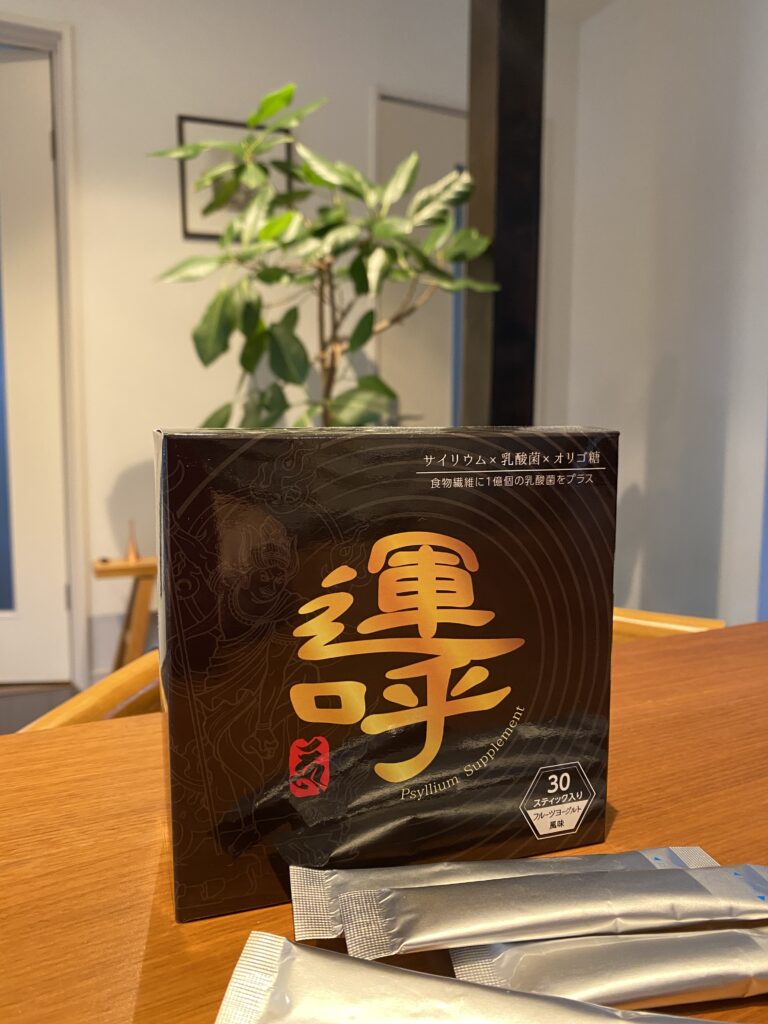 サイリウム×乳酸菌×オリゴ糖
食物繊維に1億個の乳酸菌をプラス
運呼
Psyllium Supplement
30
スティック入り
フルーツヨーグルト
風味